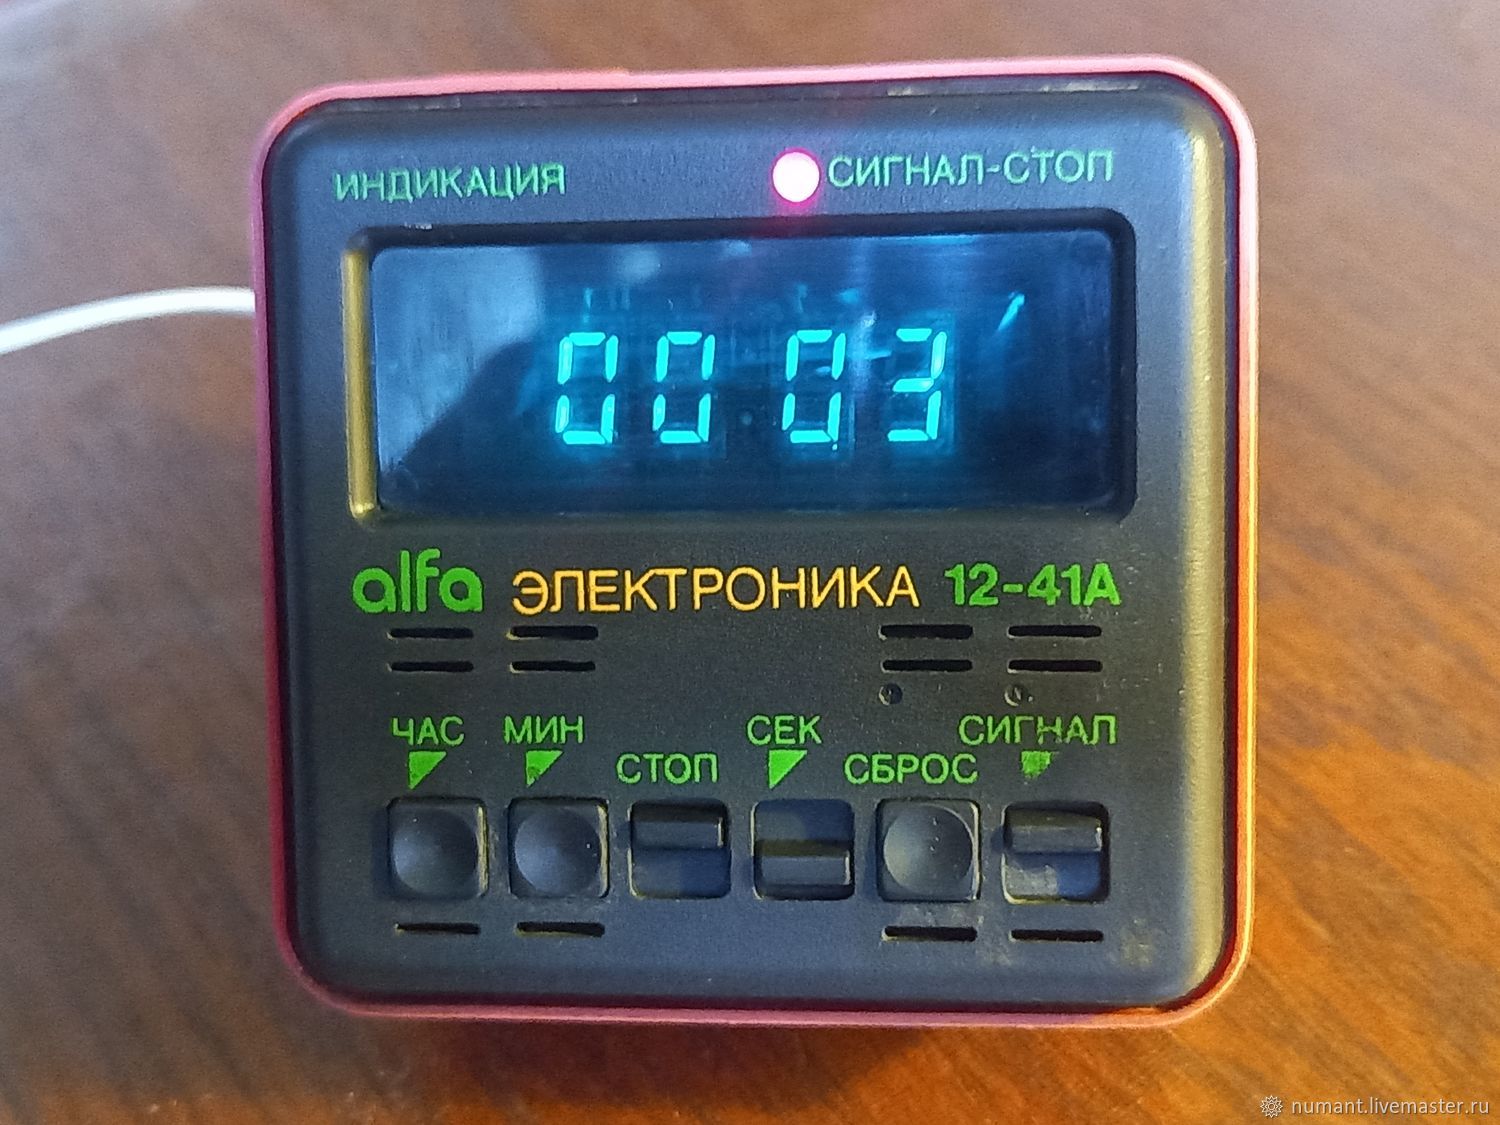 ИНДИКАЦИЯ СИГНАЛ-СТОП
00 03
alfa ЭЛЕКТРОНИКА 12-41А
ЧАС МИН СТОП СЕК СБРОС СИГНАЛ
numant.livemaster.ru